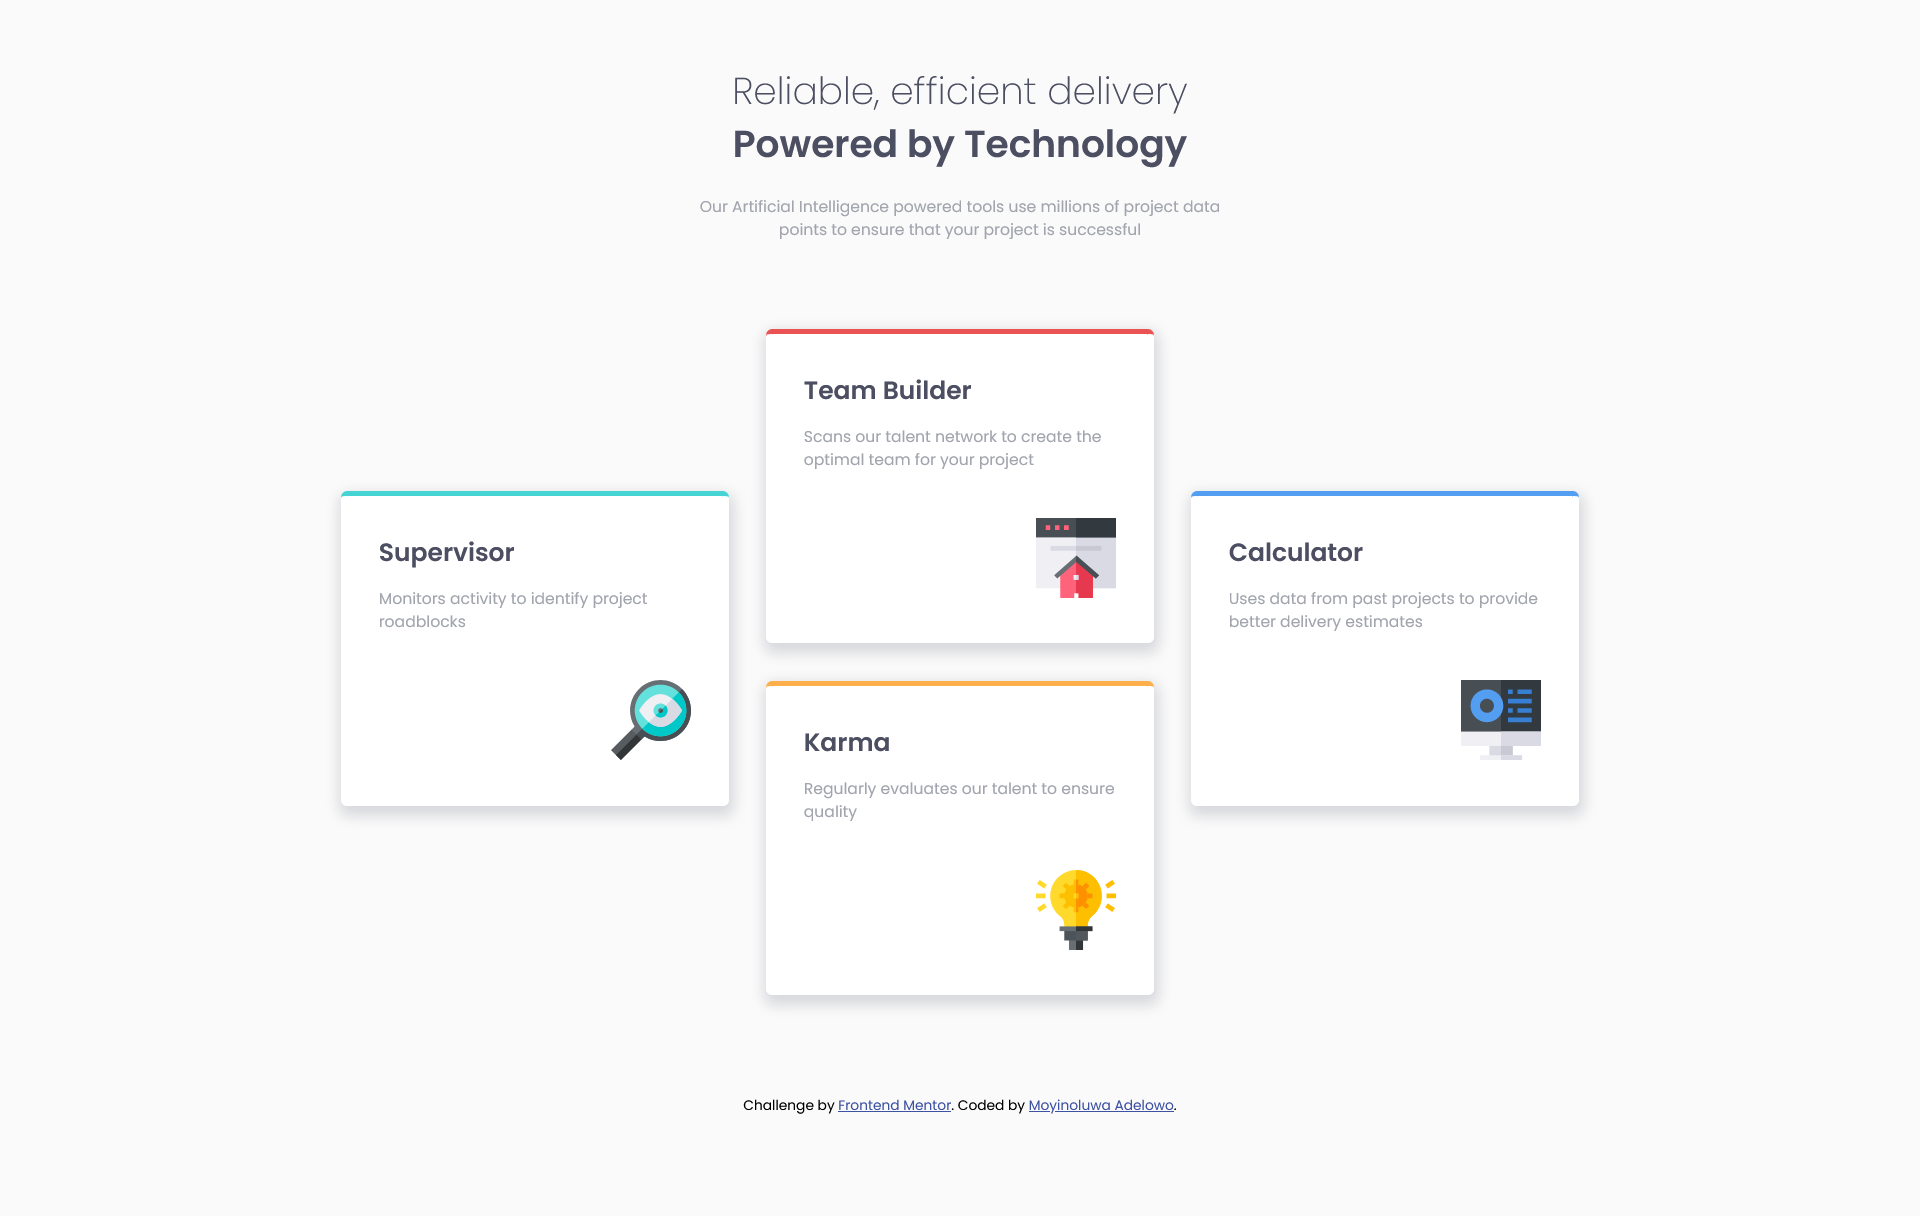 Reliable, efficient delivery
Powered by Technology
Our Artificial Intelligence powered tools use millions of project data
points to ensure that your project is successful
Team Builder
Scans our talent network to create the
optimal team for your project
Supervisor
Monitors activity to identify project
roadblocks
Calculator
Uses data from past projects to provide
better delivery estimates
Karma
Regularly evaluates our talent to ensure
quality
Challenge by Frontend Mentor. Coded by Moyinoluwa Adelowo.